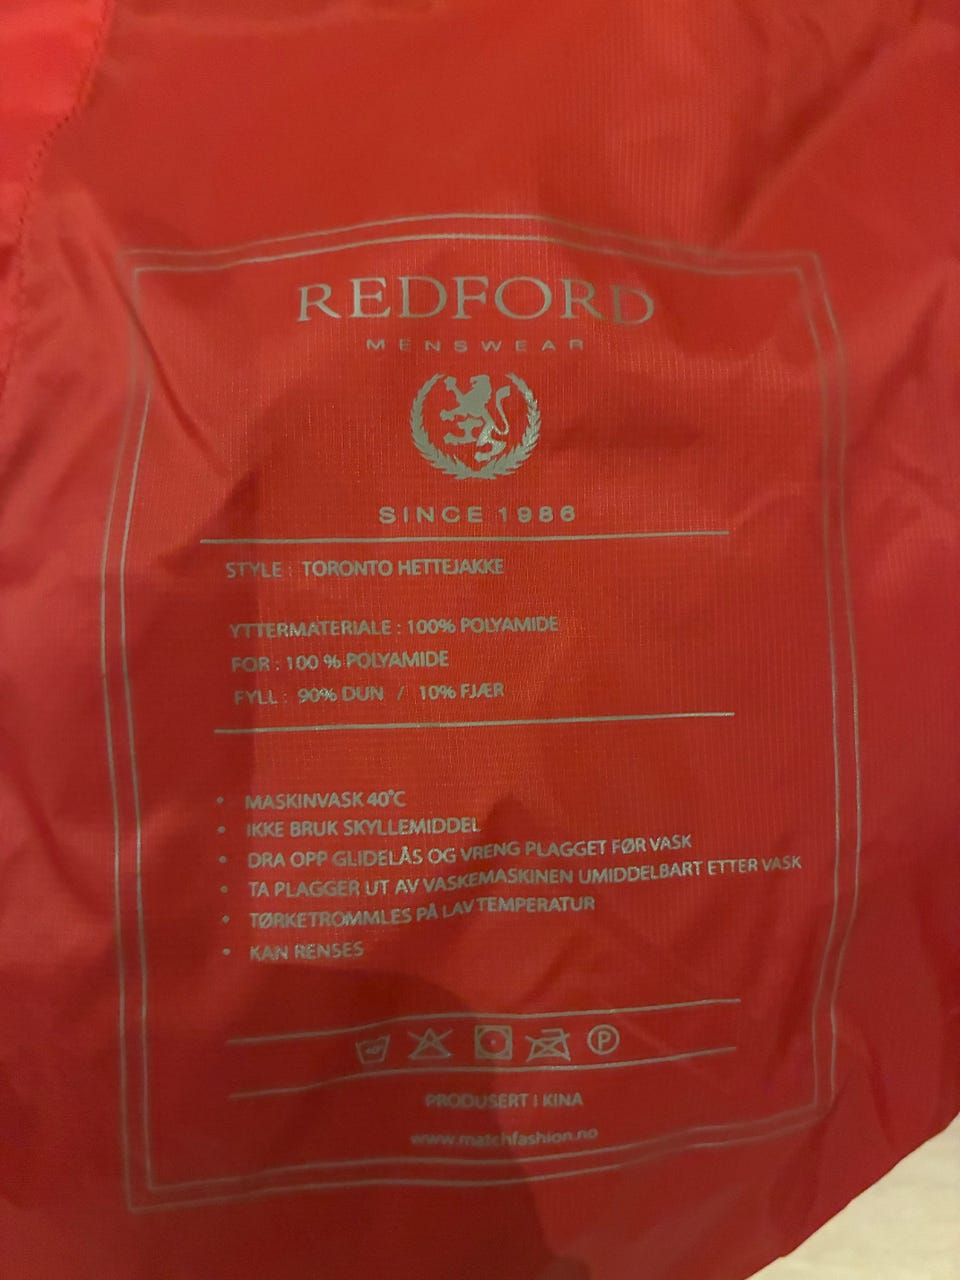 REDFORD
MENSWEAR
SINCE 1986
STYLE : TORONTO HETTEJAKKE
YTTERMATERIALE : 100% POLYAMIDE
FOR : 100 % POLYAMIDE
FYLL : 90% DUN / 10% FJÆR
• MASKINVASK 40°C
• IKKE BRUK SKYLLEMIDDEL
• DRA OPP GLIDELÅS OG VRENG PLAGGET FØR VASK
• TA PLAGGER UT AV VASKEMASKINEN UMIDDELBART ETTER VASK
• TØRKETROMMLES PÅ LAV TEMPERATUR
• KAN RENSES
40° P
PRODUSERT I KINA
www.matchfashion.no